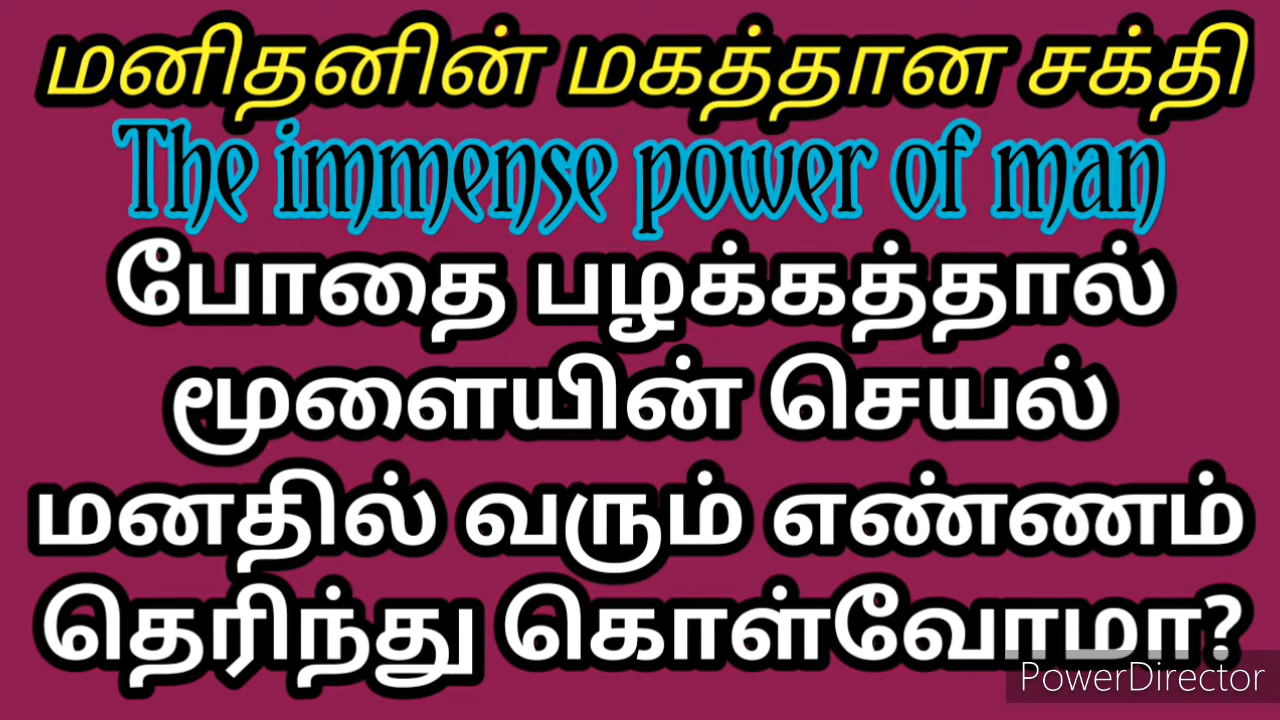 மனிதனின் மகத்தான சக்தி
The immense power of man
போதை பழக்கத்தால்
மூளையின் செயல்
மனதில் வரும் எண்ணம்
தெரிந்து கொள்வோமா?
PowerDirector